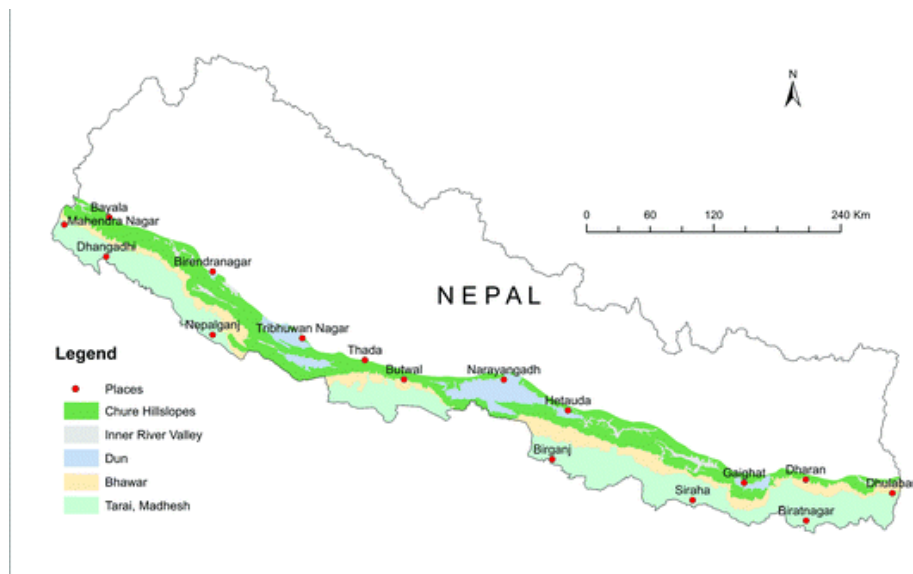 N
0 60 120 240 Km
Bayala
Mahendra Nagar
Dhangadhi
Birendranagar
NEPAL
Nepalganj
Tribhuwan Nagar
Thada
Butwal
Narayangadh
Hetauda
Birganj
Gaighat
Dharan
Dhulabar
Siraha
Biratnagar
Legend
Places
Chure Hillslopes
Inner River Valley
Dun
Bhawar
Tarai, Madhesh